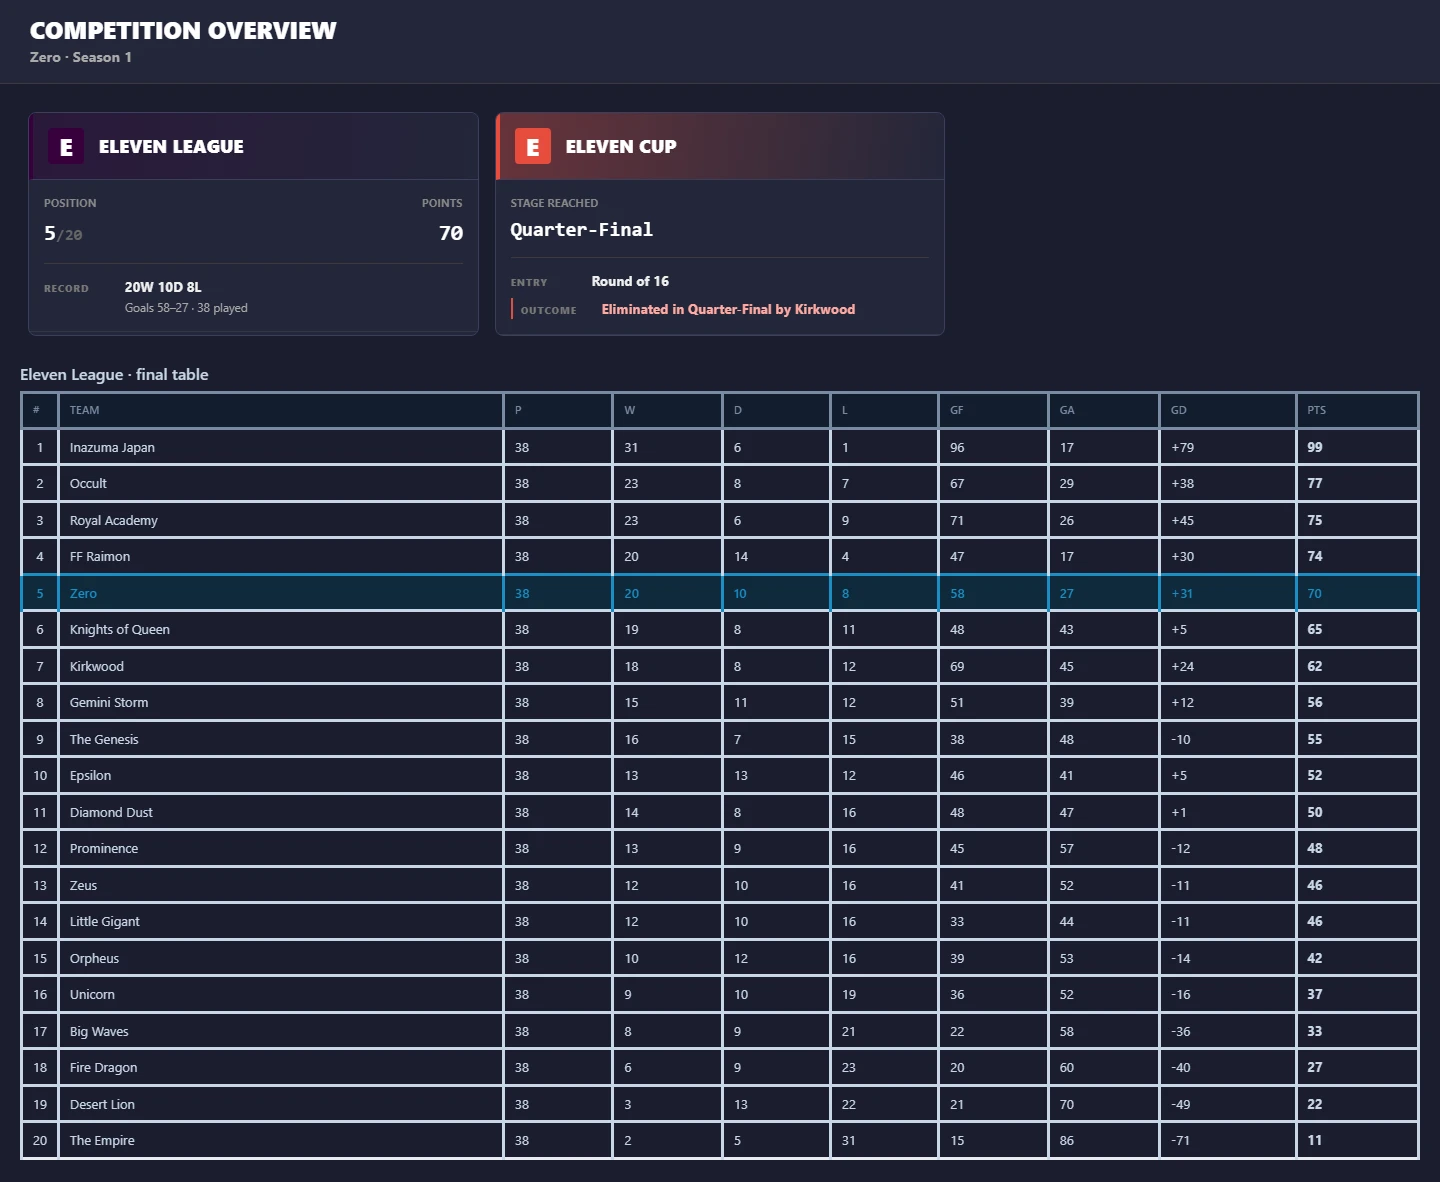 COMPETITION OVERVIEW
Zero · Season 1
E ELEVEN LEAGUE
POSITION POINTS
5/20 70
RECORD 20W 10D 8L
Goals 58–27 · 38 played
E ELEVEN CUP
STAGE REACHED
Quarter-Final
ENTRY Round of 16
OUTCOME Eliminated in Quarter-Final by Kirkwood
Eleven League · final table
# TEAM P W D L GF GA GD PTS
1 Inazuma Japan 38 31 6 1 96 17 +79 99
2 Occult 38 23 8 7 67 29 +38 77
3 Royal Academy 38 23 6 9 71 26 +45 75
4 FF Raimon 38 20 14 4 47 17 +30 74
5 Zero 38 20 10 8 58 27 +31 70
6 Knights of Queen 38 19 8 11 48 43 +5 65
7 Kirkwood 38 18 8 12 69 45 +24 62
8 Gemini Storm 38 15 11 12 51 39 +12 56
9 The Genesis 38 16 7 15 38 48 -10 55
10 Epsilon 38 13 13 12 46 41 +5 52
11 Diamond Dust 38 14 8 16 48 47 +1 50
12 Prominence 38 13 9 16 45 57 -12 48
13 Zeus 38 12 10 16 41 52 -11 46
14 Little Gigant 38 12 10 16 33 44 -11 46
15 Orpheus 38 10 12 16 39 53 -14 42
16 Unicorn 38 9 10 19 36 52 -16 37
17 Big Waves 38 8 9 21 22 58 -36 33
18 Fire Dragon 38 6 9 23 20 60 -40 27
19 Desert Lion 38 3 13 22 21 70 -49 22
20 The Empire 38 2 5 31 15 86 -71 11